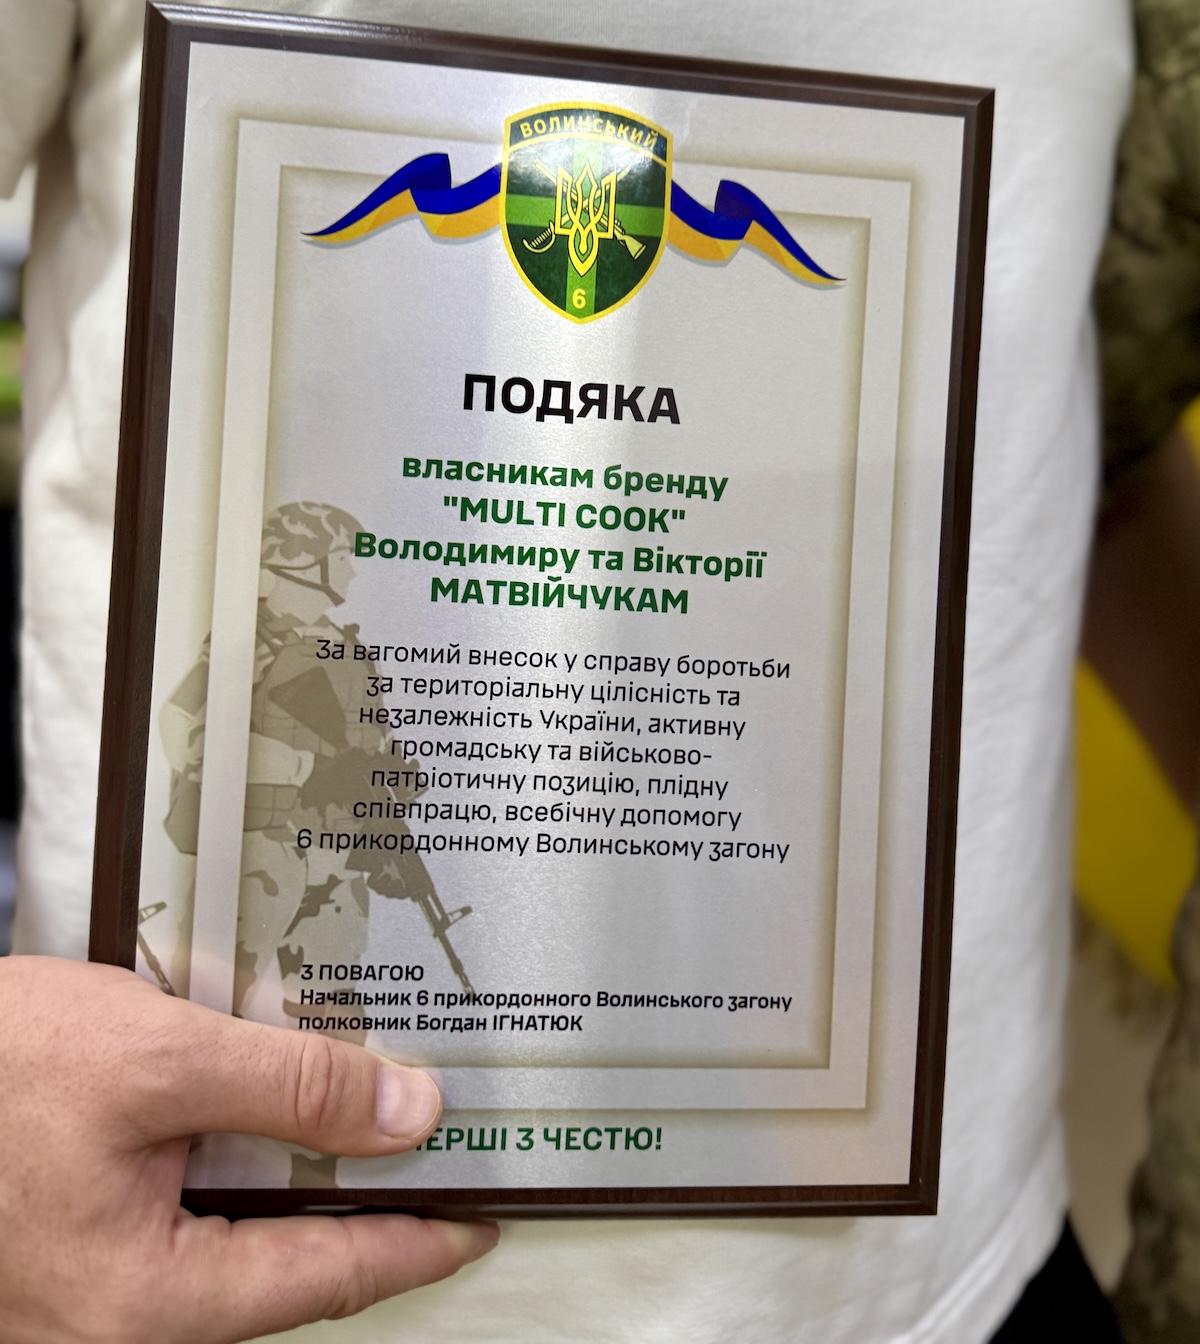 ВОЛИНСЬКИЙ
6
ПОДЯКА
власникам бренду
"MULTI COOK"
Володимиру та Вікторії
МАТВІЙЧУКАМ
За вагомий внесок у справу боротьби
за територіальну цілісність та
незалежність України, активну
громадську та військово-
патріотичну позицію, плідну
співпрацю, всебічну допомогу
6 прикордонному Волинському загону
З ПОВАГОЮ
Начальник 6 прикордонного Волинського загону
полковник Богдан ІГНАТЮК
З ЧЕСТЮ!